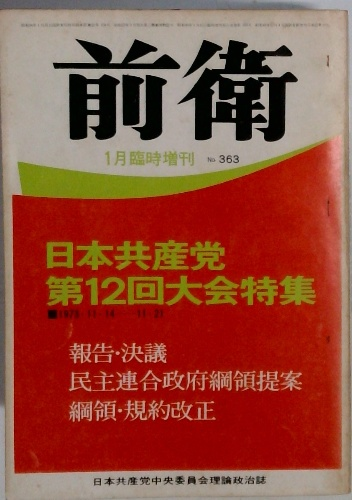 前衛
1月臨時増刊 No. 363
日本共産党
第12回大会特集
報告・決議
民主連合政府綱領提案
綱領・規約改正
日本共産党中央委員会理論政治誌